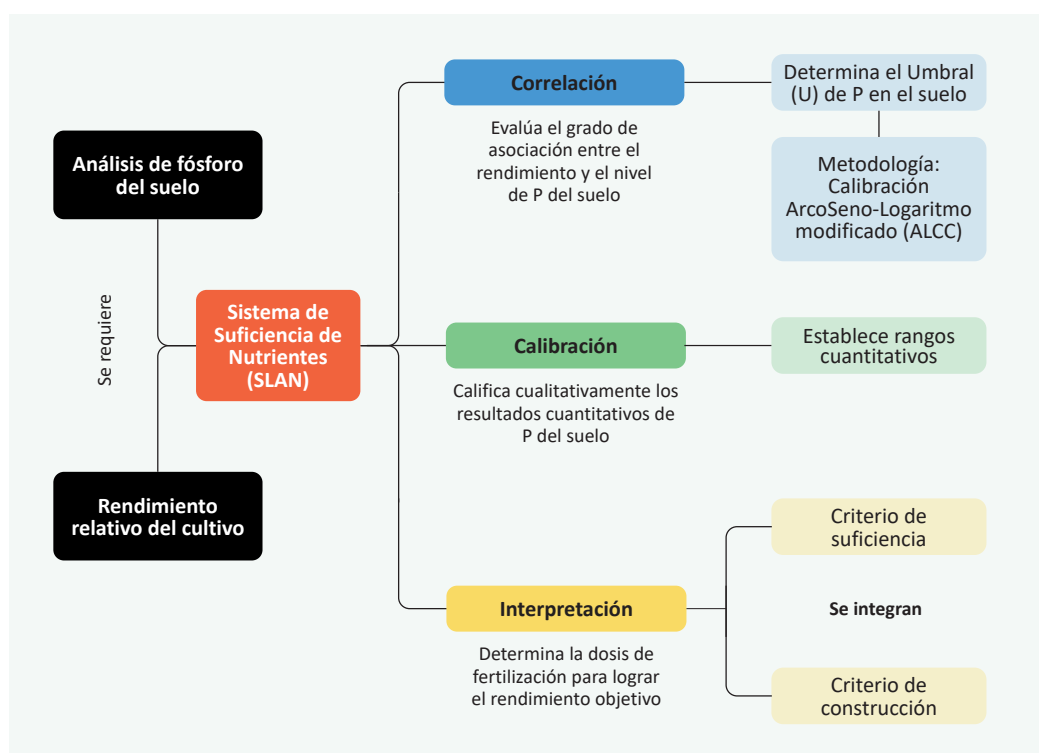 Análisis de fósforo
del suelo
Se requiere
Rendimiento
relativo del cultivo
Sistema de
Suficiencia de
Nutrientes
(SLAN)
Correlación
Evalúa el grado de
asociación entre el
rendimiento y el nivel
de P del suelo
Determina el Umbral
(U) de P en el suelo
Metodología:
Calibración
ArcoSeno-Logaritmo
modificado (ALCC)
Calibración
Califica cualitativamente los
resultados cuantitativos de
P del suelo
Establece rangos
cuantitativos
Interpretación
Determina la dosis de
fertilización para lograr
el rendimiento objetivo
Criterio de
suficiencia
Se integran
Criterio de
construcción